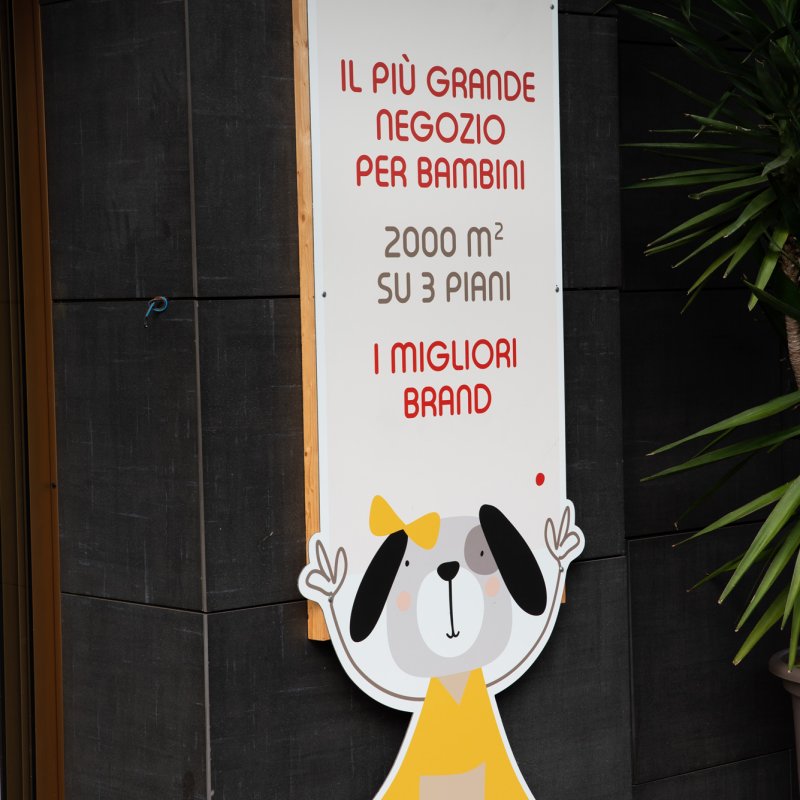 IL PIÙ GRANDE
NEGOZIO
PER BAMBINI
2000 m²
SU 3 PIANI
I MIGLIORI
BRAND